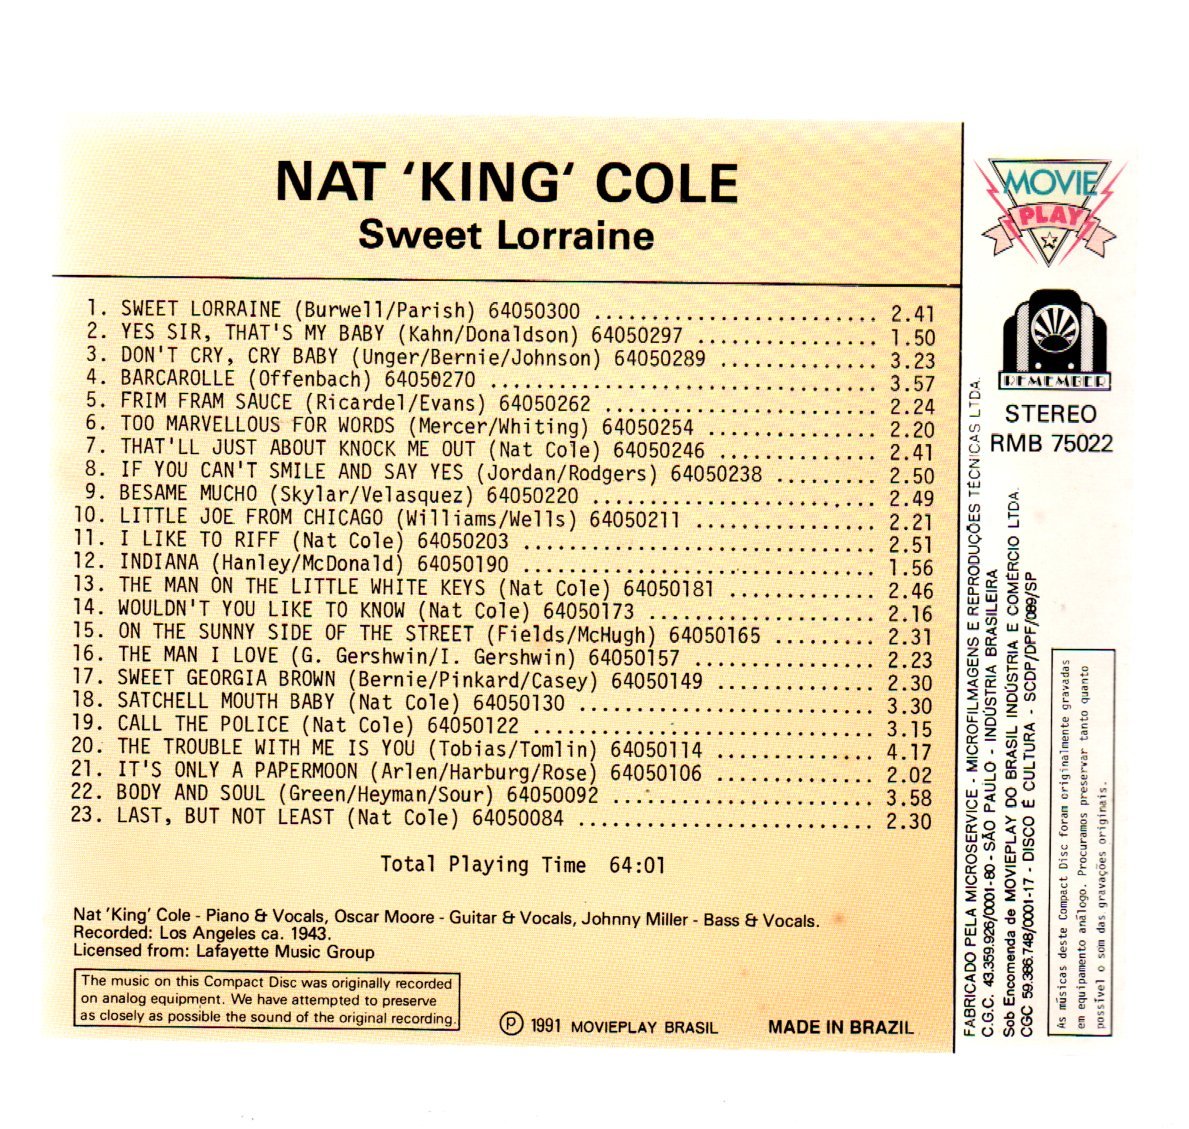 NAT ‘KING‘ COLE
Sweet Lorraine
1. SWEET LORRAINE (Burwell/Parish) 64050300 ......................... 2.41
2. YES SIR, THAT'S MY BABY (Kahn/Donaldson) 64050297 ................ 1.50
3. DON'T CRY, CRY BABY (Unger/Bernie/Johnson) 64050289 .............. 3.23
4. BARCAROLLE (Offenbach) 64050270 .................................. 3.57
5. FRIM FRAM SAUCE (Ricardel/Evans) 64050262 ........................ 2.24
6. TOO MARVELLOUS FOR WORDS (Mercer/Whiting) 64050254 ............... 2.20
7. THAT'LL JUST ABOUT KNOCK ME OUT (Nat Cole) 64050246 .............. 2.41
8. IF YOU CAN'T SMILE AND SAY YES (Jordan/Rodgers) 64050238 ......... 2.50
9. BESAME MUCHO (Skylar/Velasquez) 64050220 ......................... 2.49
10. LITTLE JOE FROM CHICAGO (Williams/Wells) 64050211 ................ 2.21
11. I LIKE TO RIFF (Nat Cole) 64050203 ............................... 2.51
12. INDIANA (Hanley/McDonald) 64050190 ............................... 1.56
13. THE MAN ON THE LITTLE WHITE KEYS (Nat Cole) 64050181 ............. 2.46
14. WOULDN'T YOU LIKE TO KNOW (Nat Cole) 64050173 .................... 2.16
15. ON THE SUNNY SIDE OF THE STREET (Fields/McHugh) 64050165 ......... 2.31
16. THE MAN I LOVE (G. Gershwin/I. Gershwin) 64050157 ................ 2.23
17. SWEET GEORGIA BROWN (Bernie/Pinkard/Casey) 64050149 .............. 2.30
18. SATCHELL MOUTH BABY (Nat Cole) 64050130 .......................... 3.30
19. CALL THE POLICE (Nat Cole) 64050122 .............................. 3.15
20. THE TROUBLE WITH ME IS YOU (Tobias/Tomlin) 64050114 .............. 4.17
21. IT'S ONLY A PAPERMOON (Arlen/Harburg/Rose) 64050106 .............. 2.02
22. BODY AND SOUL (Green/Heyman/Sour) 64050092 ....................... 3.58
23. LAST, BUT NOT LEAST (Nat Cole) 64050084 .......................... 2.30
Total Playing Time 64:01
Nat ‘King’ Cole - Piano & Vocals, Oscar Moore - Guitar & Vocals, Johnny Miller - Bass & Vocals.
Recorded: Los Angeles ca. 1943.
Licensed from: Lafayette Music Group
The music on this Compact Disc was originally recorded
on analog equipment. We have attempted to preserve
as closely as possible the sound of the original recording.
℗ 1991 MOVIEPLAY BRASIL MADE IN BRAZIL
MOVIE
PLAY
REMEMBER
STEREO
RMB 75022
FABRICADO PELA MICROSERVICE - MICROFILMAGENS E REPRODUÇÕES TÉCNICAS LTDA.
C.G.C. 43.359.926/0001-80 - SÃO PAULO - INDÚSTRIA BRASILEIRA
Sob Encomenda de MOVIEPLAY DO BRASIL INDÚSTRIA E COMÉRCIO LTDA.
CGC 59.386.748/0001-17 - DISCO É CULTURA - SCDP/DPF/089/SP
As músicas deste Compact Disc foram originalmente gravadas
em equipamento análogo. Procuramos preservar tanto quanto
possível o som das gravações originais.